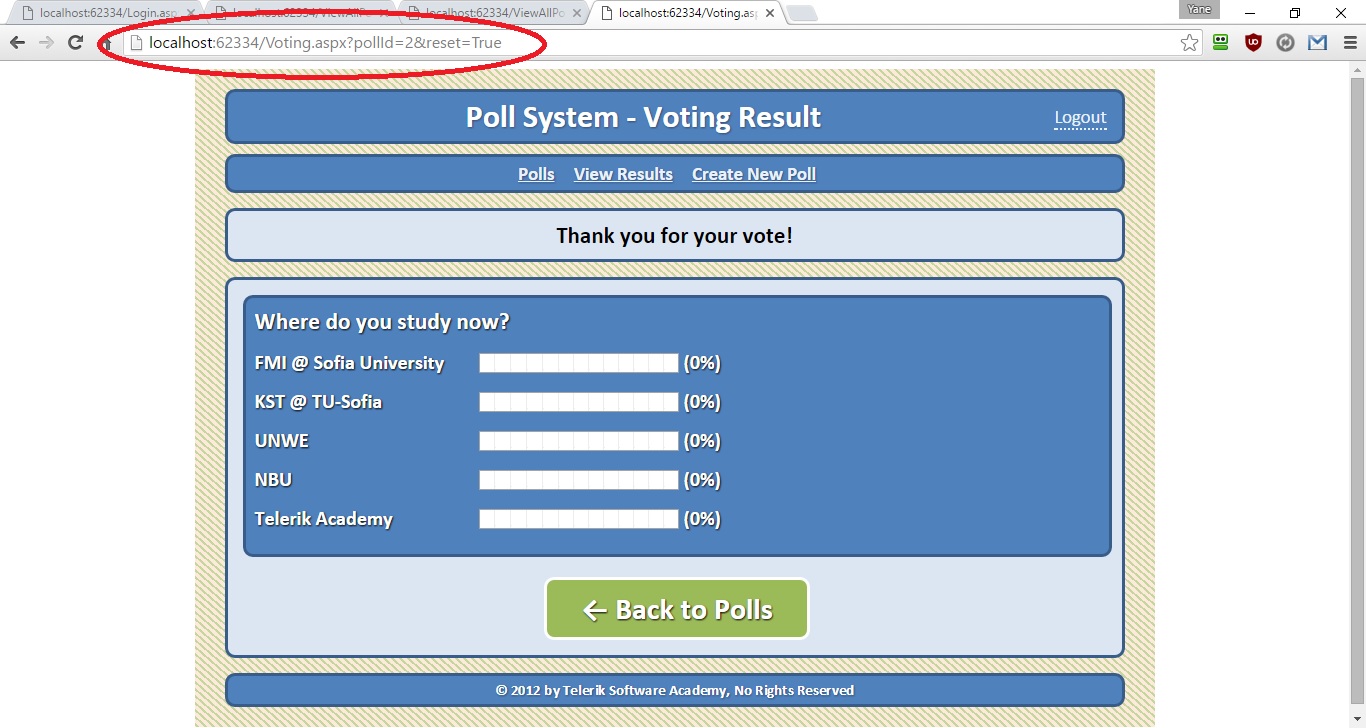 localhost:62334/Login.asp
localhost:62334/ViewAllPo
localhost:62334/ViewAllPo
localhost:62334/Voting.as
Yane
localhost:62334/Voting.aspx?pollId=2&reset=True
Poll System - Voting Result
Logout
Polls View Results Create New Poll
Thank you for your vote!
Where do you study now?
FMI @ Sofia University (0%)
KST @ TU-Sofia (0%)
UNWE (0%)
NBU (0%)
Telerik Academy (0%)
← Back to Polls
© 2012 by Telerik Software Academy, No Rights Reserved